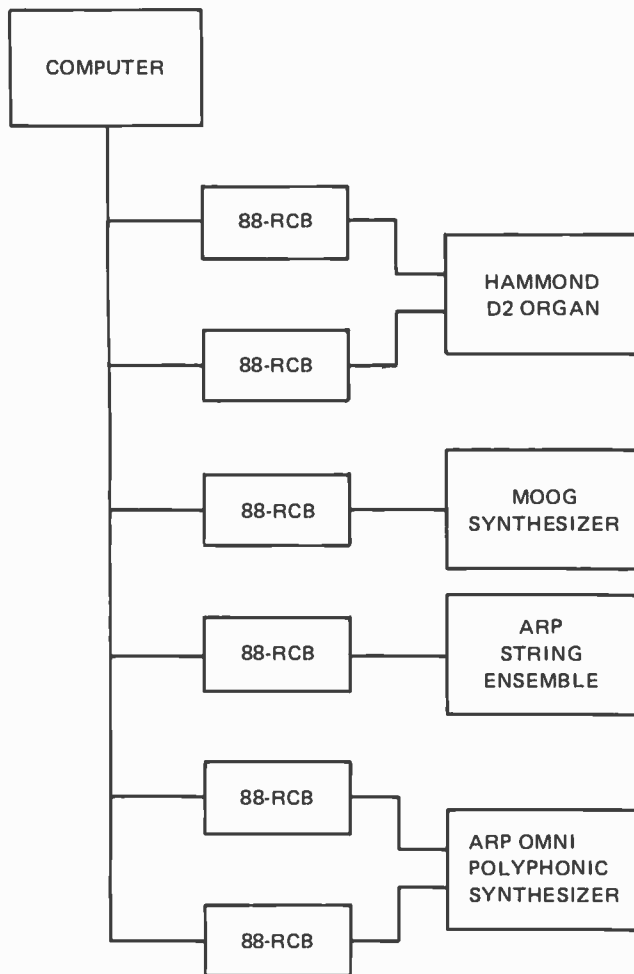 COMPUTER
88-RCB
HAMMOND
D2 ORGAN
88-RCB
88-RCB
MOOG
SYNTHESIZER
88-RCB
ARP
STRING
ENSEMBLE
88-RCB
ARP OMNI
POLYPHONIC
SYNTHESIZER
88-RCB